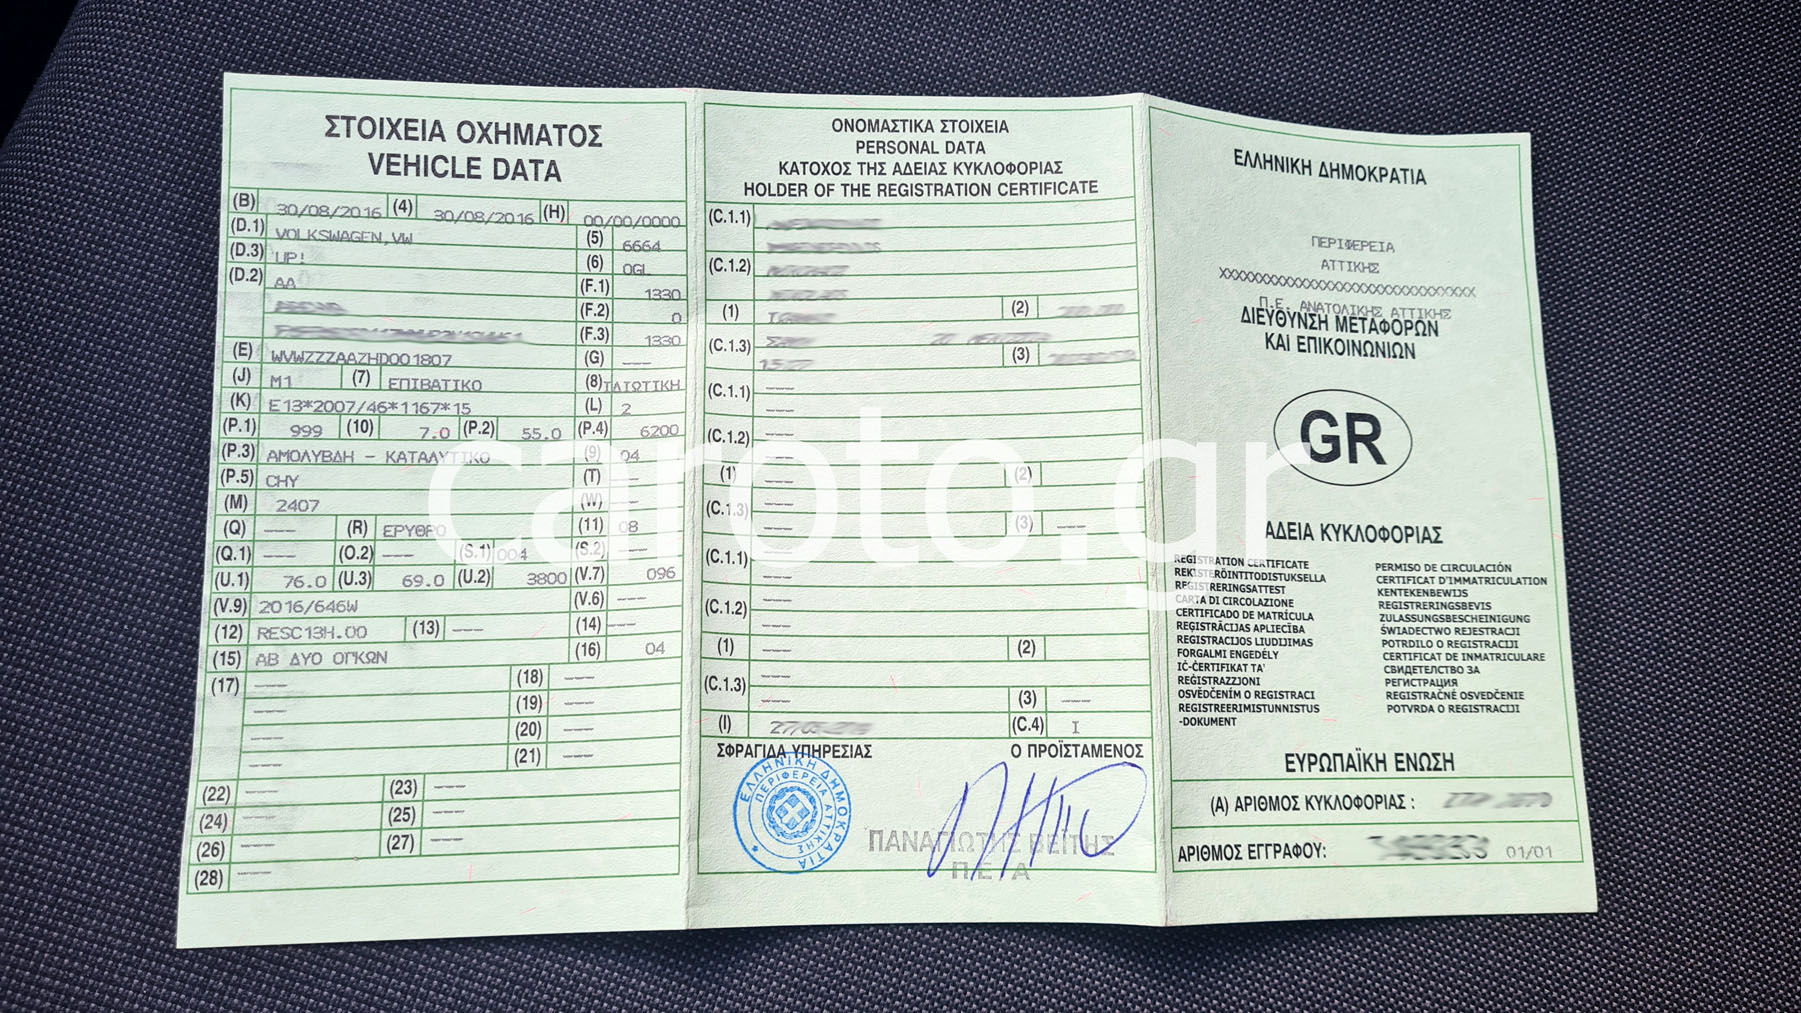 ΣΤΟΙΧΕΙΑ ΟΧΗΜΑΤΟΣ
VEHICLE DATA
(B) 30/08/2016 (4) 30/08/2016 (H) 00/00/0000
(D.1) VOLKSWAGEN,VW (5) 6664
(D.3) UP! (6) OGL
(D.2) AA (F.1) 1330
(F.2) 0
(F.3) 1330
(E) WVWZZZAAZHD001807 (G) ---
(J) M1 (7) ΕΠΙΒΑΤΙΚΟ (8) ΙΔΙΩΤΙΚΗ
(K) E13*2007/46*1167*15 (L) 2
(P.1) 999 (10) 7.0 (P.2) 55.0 (P.4) 6200
(P.3) ΑΜΟΛΥΒΔΗ - ΚΑΤΑΛΥΤΙΚΟ (9) 04
(P.5) CHY (T) ---
(M) 2407 (W) ---
(Q) --- (R) ΕΡΥΘΡΟ (11) 08
(Q.1) --- (O.2) --- (S.1) 004 (S.2) ---
(U.1) 76.0 (U.3) 69.0 (U.2) 3800 (V.7) 096
(V.9) 2016/646W (V.6) ---
(12) RESC13H.00 (13) --- (14) ---
(15) ΑΒ ΔΥΟ ΟΓΚΩΝ (16) 04
(17) --- (18) ---
--- (19) ---
--- (20) ---
--- (21) ---
(22) --- (23) ---
(24) --- (25) ---
(26) --- (27) ---
(28) ---
ΟΝΟΜΑΣΤΙΚΑ ΣΤΟΙΧΕΙΑ
PERSONAL DATA
ΚΑΤΟΧΟΣ ΤΗΣ ΑΔΕΙΑΣ ΚΥΚΛΟΦΟΡΙΑΣ
HOLDER OF THE REGISTRATION CERTIFICATE
(C.1.1)
(C.1.2)
(1) (2)
(C.1.3)
(3)
(C.1.1) ---
---
(C.1.2) ---
---
(1) --- (2)
(C.1.3) ---
--- (3) ---
(C.1.1) ---
---
(C.1.2) ---
---
(1) --- (2)
(C.1.3) ---
--- (3) ---
(I) (C.4) I
ΣΦΡΑΓΙΔΑ ΥΠΗΡΕΣΙΑΣ Ο ΠΡΟΪΣΤΑΜΕΝΟΣ
ΕΛΛΗΝΙΚΗ ΔΗΜΟΚΡΑΤΙΑ
ΠΕΡΙΦΕΡΕΙΑ ΑΤΤΙΚΗΣ
ΠΑΝΑΓΙΩΤΗΣ ΒΕΪΤΗΣ
Π.Ε Α
ΕΛΛΗΝΙΚΗ ΔΗΜΟΚΡΑΤΙΑ
ΠΕΡΙΦΕΡΕΙΑ
ΑΤΤΙΚΗΣ
XXXXXXXXXXXXXXXXXXXXXXXXXXXXXX
Π.Ε. ΑΝΑΤΟΛΙΚΗΣ ΑΤΤΙΚΗΣ
ΔΙΕΥΘΥΝΣΗ ΜΕΤΑΦΟΡΩΝ
ΚΑΙ ΕΠΙΚΟΙΝΩΝΙΩΝ
GR
ΑΔΕΙΑ ΚΥΚΛΟΦΟΡΙΑΣ
REGISTRATION CERTIFICATE
REKISTERÖINTITODISTUKSELLA
REGISTRERINGSATTEST
CARTA DI CIRCOLAZIONE
CERTIFICADO DE MATRÍCULA
REĢISTRĀCIJAS APLIECĪBA
REGISTRACIJOS LIUDIJIMAS
FORGALMI ENGEDÉLY
IĊ-ĊERTIFIKAT TA'
REĠISTRAZZJONI
OSVĚDČENÍM O REGISTRACI
REGISTREERIMISTUNNISTUS
-DOKUMENT
PERMISO DE CIRCULACIÓN
CERTIFICAT D'IMMATRICULATION
KENTEKENBEWIJS
REGISTRERINGSBEVIS
ZULASSUNGSBESCHEINIGUNG
ŚWIADECTWO REJESTRACJI
POTRDILO O REGISTRACIJI
CERTIFICAT DE INMATRICULARE
СВИДЕТЕЛСТВО ЗА
РЕГИСТРАЦИЯ
REGISTRAČNÉ OSVEDČENIE
POTVRDA O REGISTRACIJI
ΕΥΡΩΠΑΪΚΗ ΕΝΩΣΗ
(A) ΑΡΙΘΜΟΣ ΚΥΚΛΟΦΟΡΙΑΣ :
ΑΡΙΘΜΟΣ ΕΓΓΡΑΦΟΥ: 01/01
caroto.gr